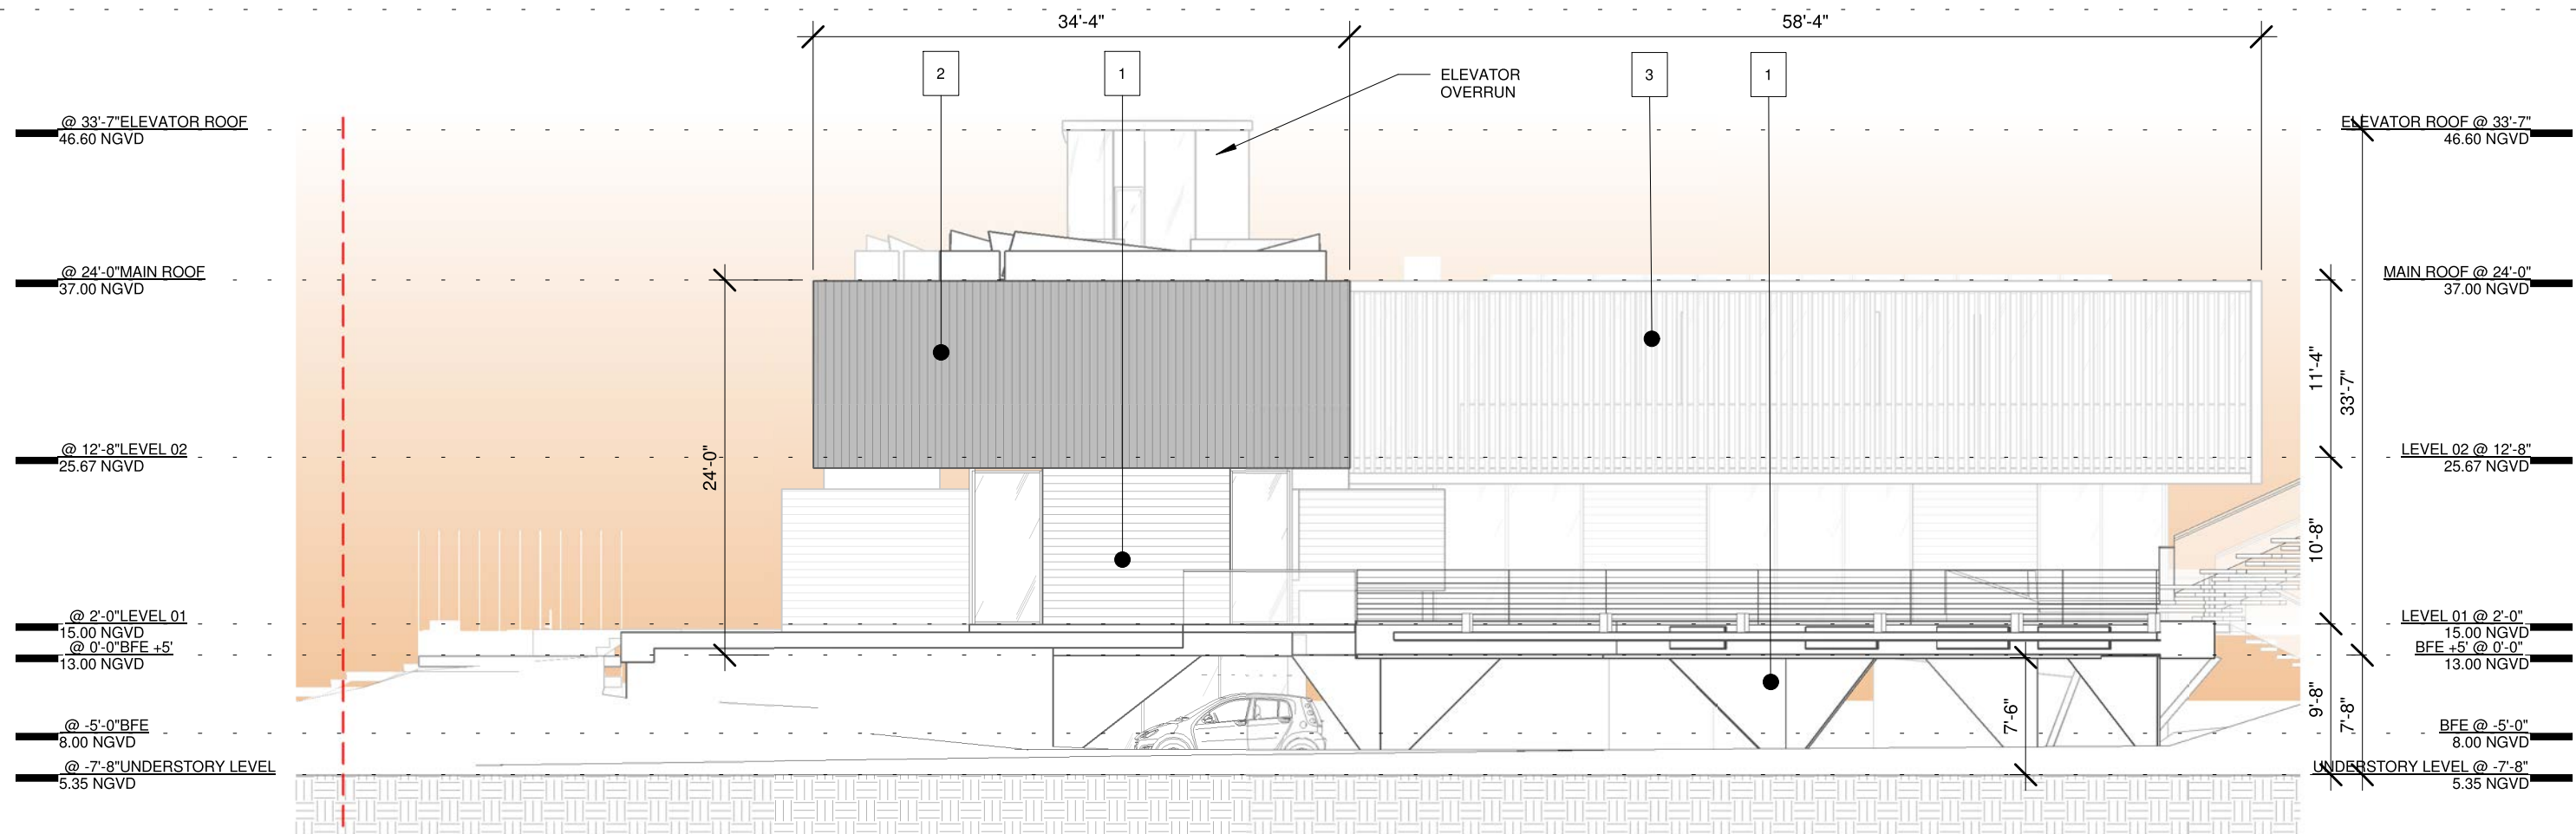 34'-4"
58'-4"
2
1
3
1
ELEVATOR
OVERRUN
@ 33'-7"ELEVATOR ROOF
46.60 NGVD
ELEVATOR ROOF @ 33'-7"
46.60 NGVD
@ 24'-0"MAIN ROOF
37.00 NGVD
MAIN ROOF @ 24'-0"
37.00 NGVD
11'-4"
33'-7"
24'-0"
@ 12'-8"LEVEL 02
25.67 NGVD
LEVEL 02 @ 12'-8"
25.67 NGVD
10'-8"
@ 2'-0"LEVEL 01
15.00 NGVD
LEVEL 01 @ 2'-0"
15.00 NGVD
@ 0'-0"BFE +5'
13.00 NGVD
BFE +5' @ 0'-0"
13.00 NGVD
9'-8"
7'-8"
7'-6"
@ -5'-0"BFE
8.00 NGVD
BFE @ -5'-0"
8.00 NGVD
@ -7'-8"UNDERSTORY LEVEL
5.35 NGVD
UNDERSTORY LEVEL @ -7'-8"
5.35 NGVD